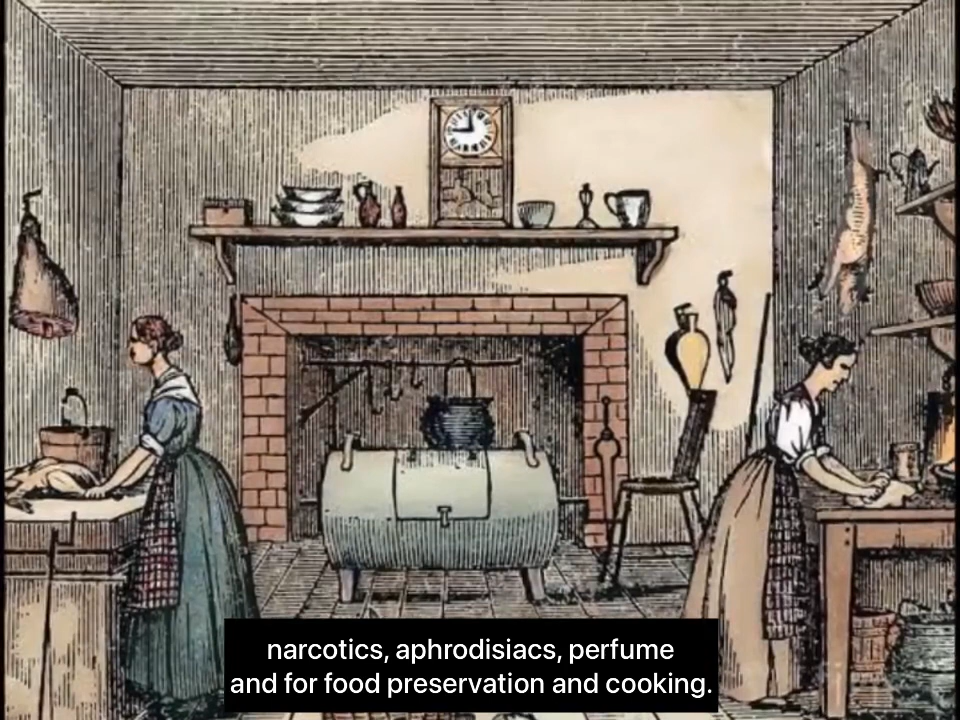 narcotics, aphrodisiacs, perfume
and for food preservation and cooking.